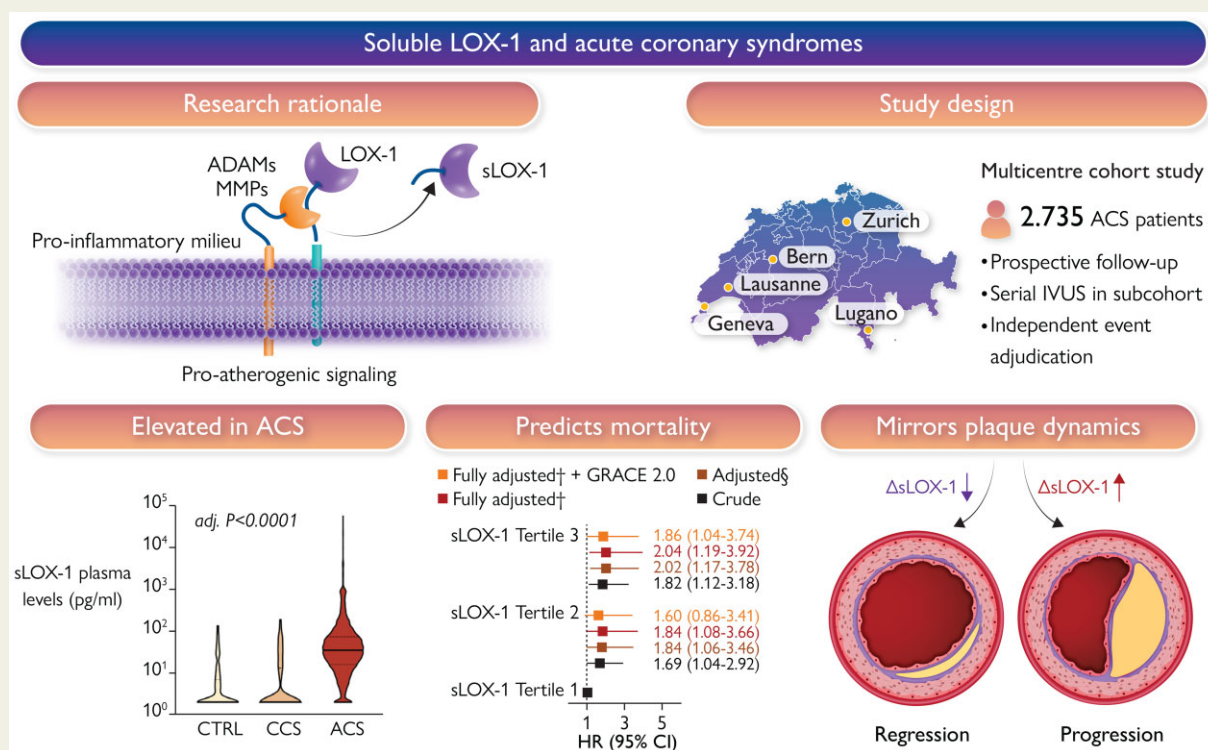 Soluble LOX-1 and acute coronary syndromes
Research rationale
ADAMs
MMPs
LOX-1
sLOX-1
Pro-inflammatory milieu
Pro-atherogenic signaling
Study design
Zurich
Bern
Lausanne
Geneva
Lugano
Multicentre cohort study
2.735 ACS patients
•Prospective follow-up
•Serial IVUS in subcohort
•Independent event
adjudication
Elevated in ACS
adj. P<0.0001
sLOX-1 plasma
levels (pg/ml)
10⁵
10⁴
10³
10²
10¹
10⁰
CTRL CCS ACS
Predicts mortality
Fully adjusted† + GRACE 2.0
Adjusted§
Fully adjusted†
Crude
sLOX-1 Tertile 3
1.86 (1.04-3.74)
2.04 (1.19-3.92)
2.02 (1.17-3.78)
1.82 (1.12-3.18)
sLOX-1 Tertile 2
1.60 (0.86-3.41)
1.84 (1.08-3.66)
1.84 (1.06-3.46)
1.69 (1.04-2.92)
sLOX-1 Tertile 1
1 3 5
HR (95% CI)
Mirrors plaque dynamics
ΔsLOX-1
ΔsLOX-1
Regression
Progression